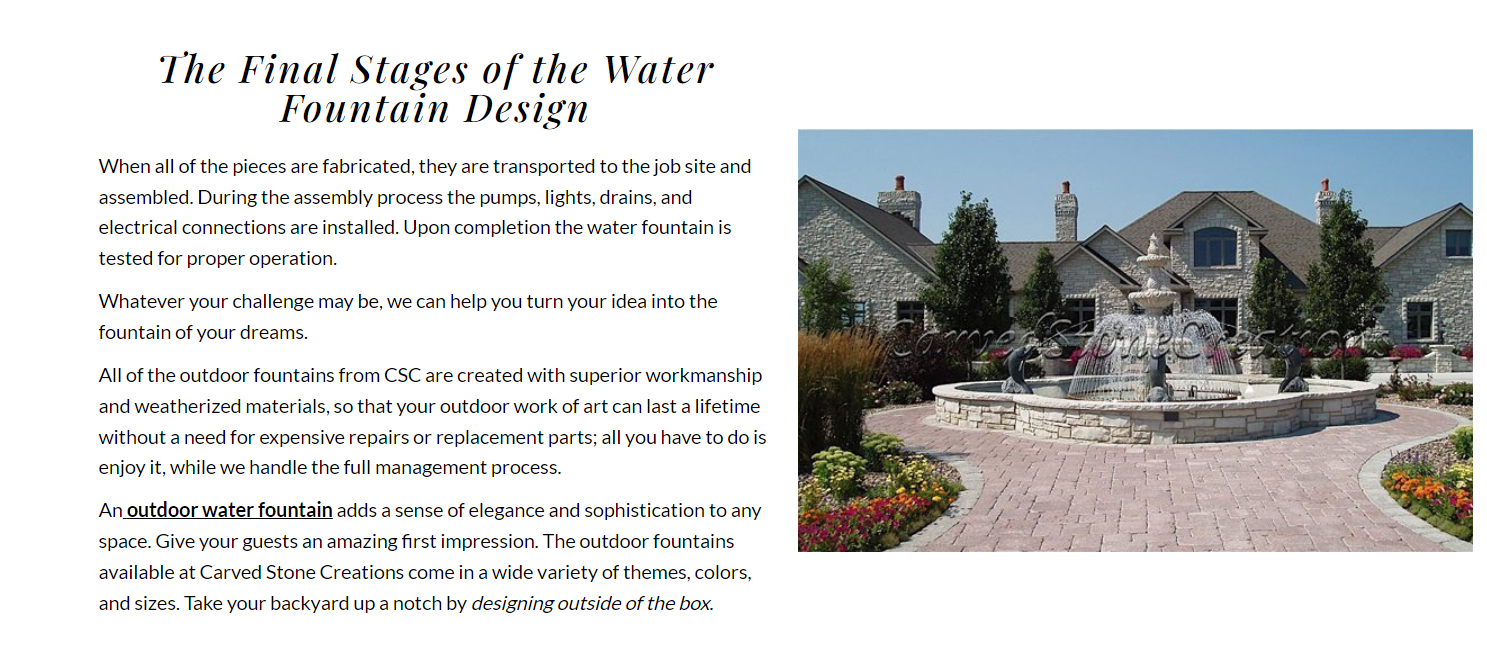 The Final Stages of the Water
Fountain Design
When all of the pieces are fabricated, they are transported to the job site and
assembled. During the assembly process the pumps, lights, drains, and
electrical connections are installed. Upon completion the water fountain is
tested for proper operation.
Whatever your challenge may be, we can help you turn your idea into the
fountain of your dreams.
All of the outdoor fountains from CSC are created with superior workmanship
and weatherized materials, so that your outdoor work of art can last a lifetime
without a need for expensive repairs or replacement parts; all you have to do is
enjoy it, while we handle the full management process.
An outdoor water fountain adds a sense of elegance and sophistication to any
space. Give your guests an amazing first impression. The outdoor fountains
available at Carved Stone Creations come in a wide variety of themes, colors,
and sizes. Take your backyard up a notch by designing outside of the box.
CarvedStoneCreations